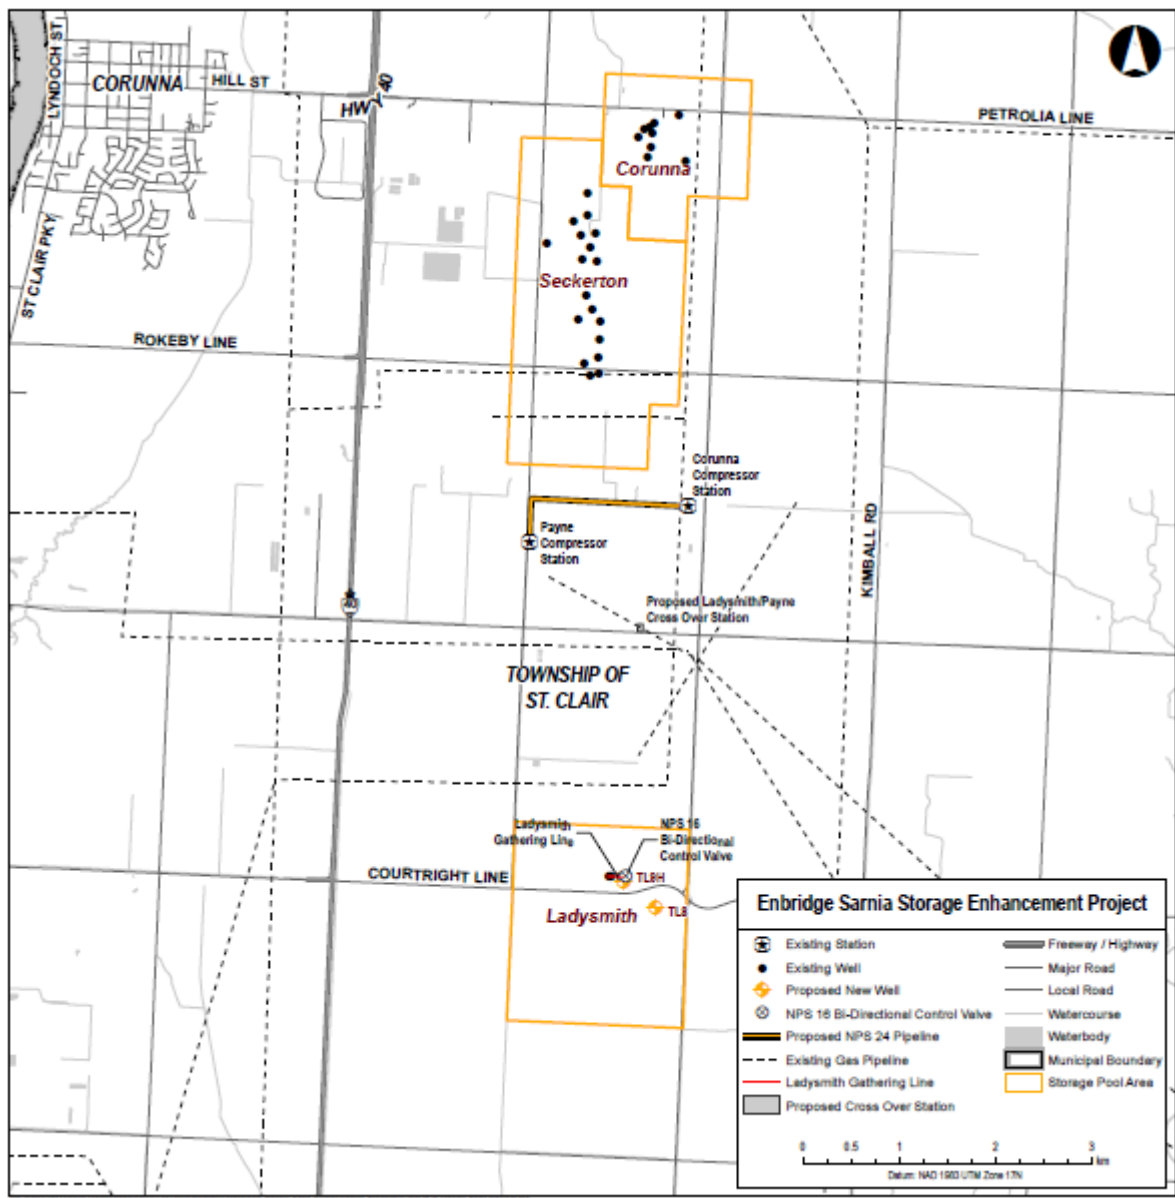 LYNDOCH ST
CORUNNA
HILL ST
HWY 40
PETROLIA LINE
Corunna
ST CLAIR PKY
Seckerton
ROKEBY LINE
Corunna
Compressor
Station
Payne
Compressor
Station
KIMBALL RD
40
Proposed Ladysmith/Payne
Cross Over Station
TOWNSHIP OF
ST. CLAIR
Ladysmith
Gathering Line
NPS 16
Bi-Directional
Control Valve
COURTRIGHT LINE
TL9H
Ladysmith
TL8
Enbridge Sarnia Storage Enhancement Project
Existing Station
Existing Well
Proposed New Well
NPS 16 Bi-Directional Control Valve
Proposed NPS 24 Pipeline
Existing Gas Pipeline
Ladysmith Gathering Line
Proposed Cross Over Station
Freeway / Highway
Major Road
Local Road
Watercourse
Waterbody
Municipal Boundary
Storage Pool Area
0 0.5 1 2 3
km
Datum: NAD 1983 UTM Zone 17N